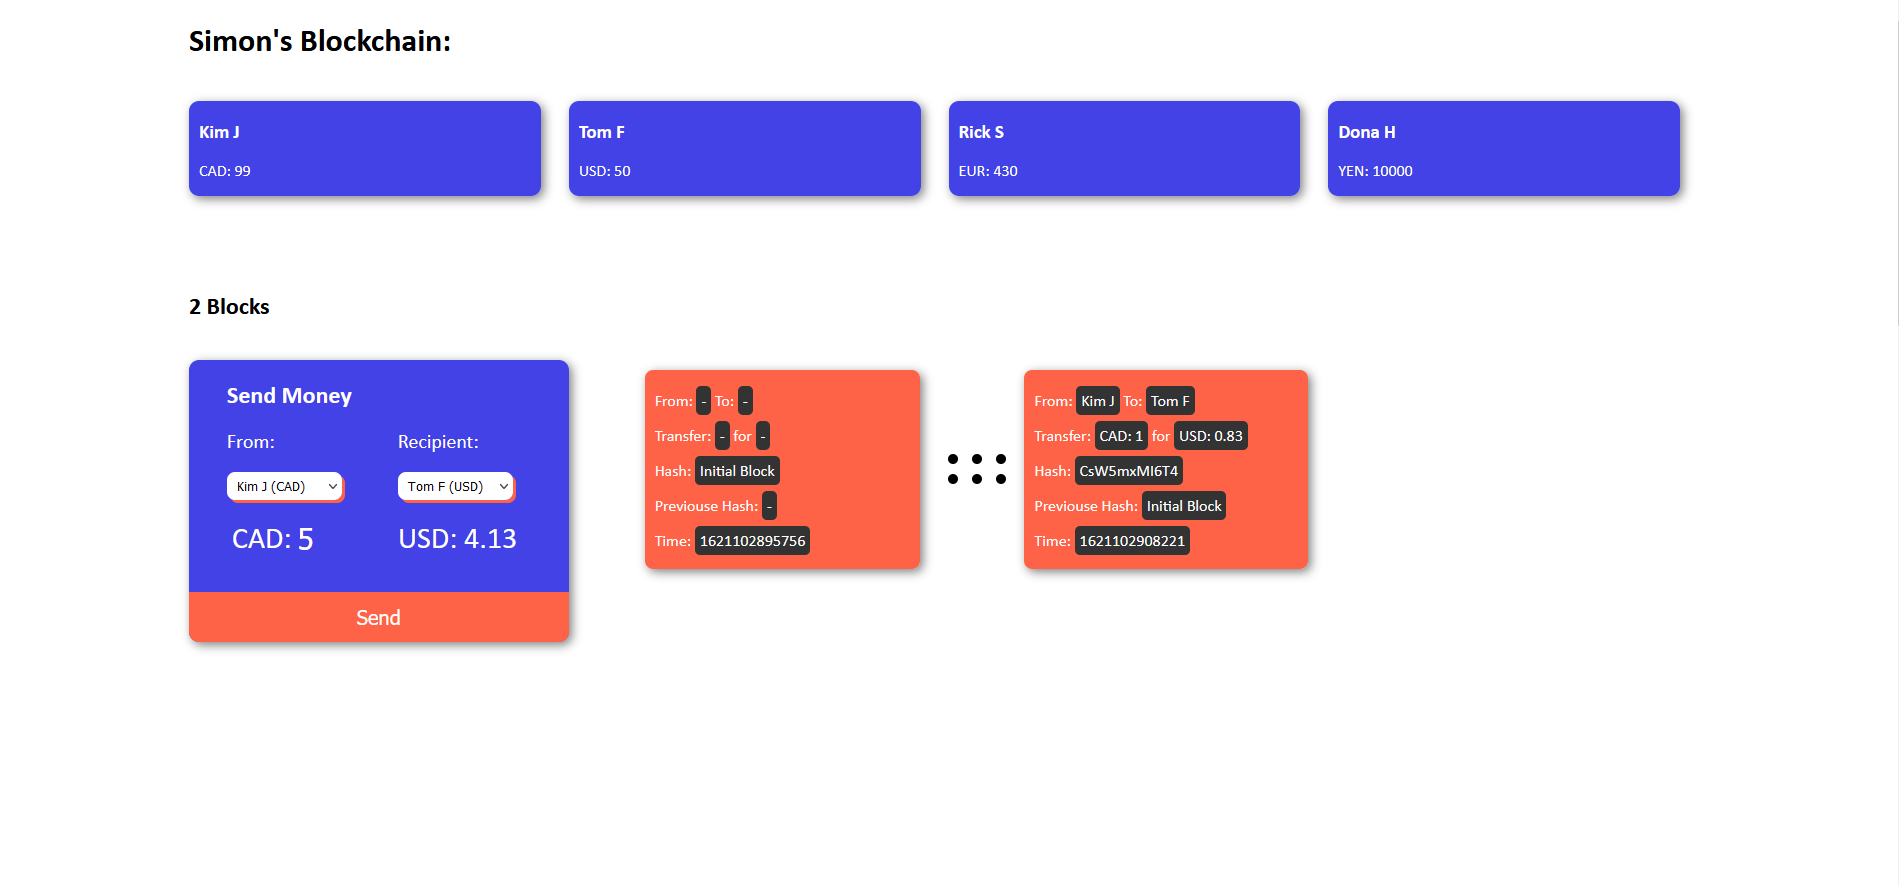 Simon's Blockchain:
Kim J
CAD: 99
Tom F
USD: 50
Rick S
EUR: 430
Dona H
YEN: 10000
2 Blocks
Send Money
From:
Recipient:
Kim J (CAD)
Tom F (USD)
CAD: 5
USD: 4.13
Send
From: - To: -
Transfer: - for -
Hash: Initial Block
Previouse Hash: -
Time: 1621102895756
From: Kim J To: Tom F
Transfer: CAD: 1 for USD: 0.83
Hash: CsW5mxMI6T4
Previouse Hash: Initial Block
Time: 1621102908221